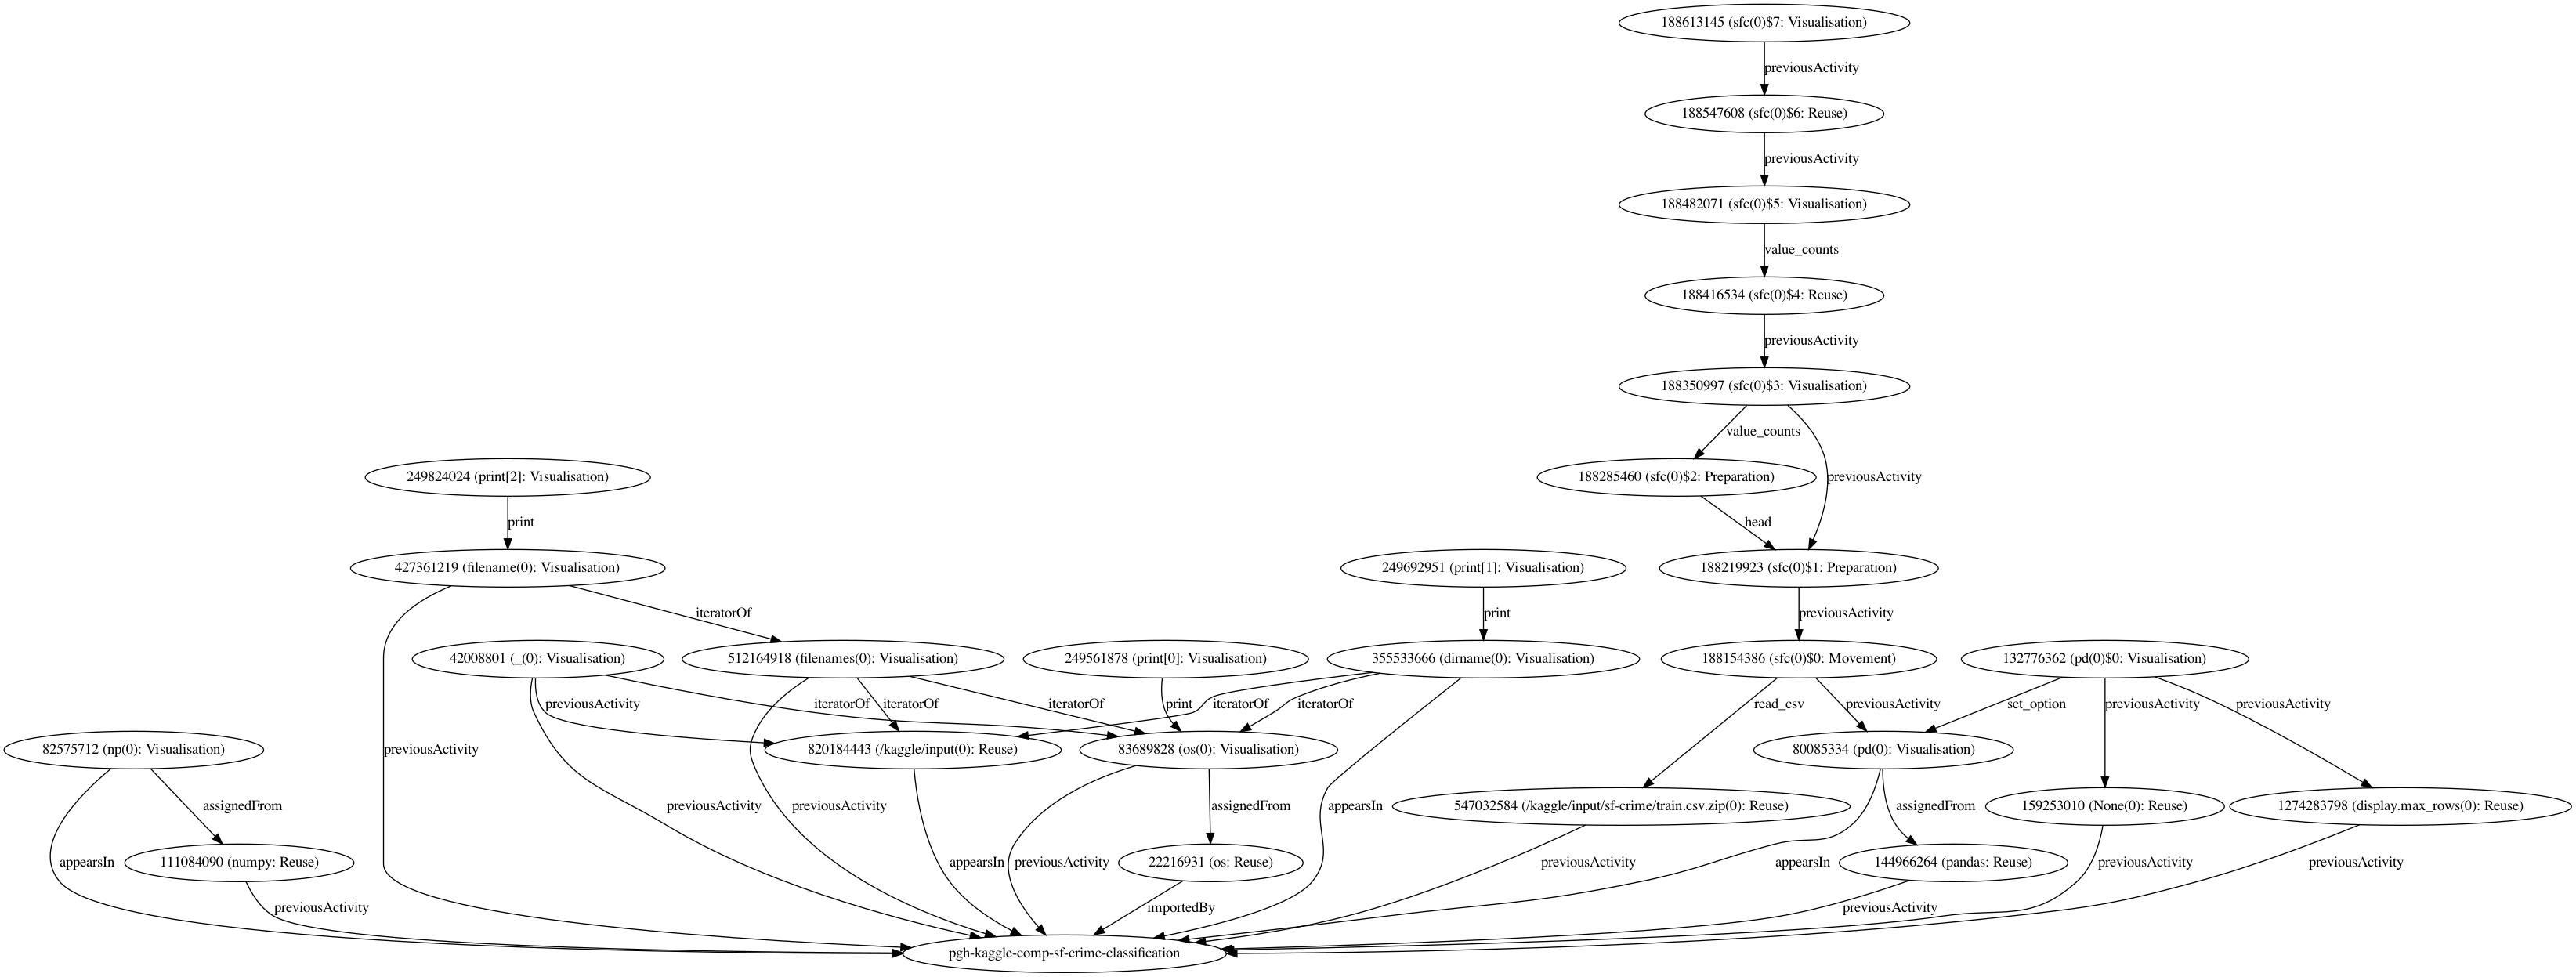 188613145 (sfc(0)$7: Visualisation)
previousActivity
188547608 (sfc(0)$6: Reuse)
previousActivity
188482071 (sfc(0)$5: Visualisation)
value_counts
188416534 (sfc(0)$4: Reuse)
previousActivity
188350997 (sfc(0)$3: Visualisation)
value_counts
249824024 (print[2]: Visualisation)
188285460 (sfc(0)$2: Preparation)
previousActivity
print
head
427361219 (filename(0): Visualisation)
249692951 (print[1]: Visualisation)
188219923 (sfc(0)$1: Preparation)
iteratorOf
print
previousActivity
42008801 (_(0): Visualisation)
512164918 (filenames(0): Visualisation)
249561878 (print[0]: Visualisation)
355533666 (dirname(0): Visualisation)
188154386 (sfc(0)$0: Movement)
132776362 (pd(0)$0: Visualisation)
previousActivity
iteratorOf
iteratorOf
iteratorOf
print
iteratorOf
iteratorOf
read_csv
previousActivity
set_option
previousActivity
previousActivity
82575712 (np(0): Visualisation)
previousActivity
820184443 (/kaggle/input(0): Reuse)
83689828 (os(0): Visualisation)
80085334 (pd(0): Visualisation)
assignedFrom
previousActivity
previousActivity
assignedFrom
appearsIn
547032584 (/kaggle/input/sf-crime/train.csv.zip(0): Reuse)
assignedFrom
159253010 (None(0): Reuse)
1274283798 (display.max_rows(0): Reuse)
appearsIn
111084090 (numpy: Reuse)
appearsIn
previousActivity
22216931 (os: Reuse)
previousActivity
appearsIn
144966264 (pandas: Reuse)
previousActivity
previousActivity
previousActivity
importedBy
previousActivity
pgh-kaggle-comp-sf-crime-classification